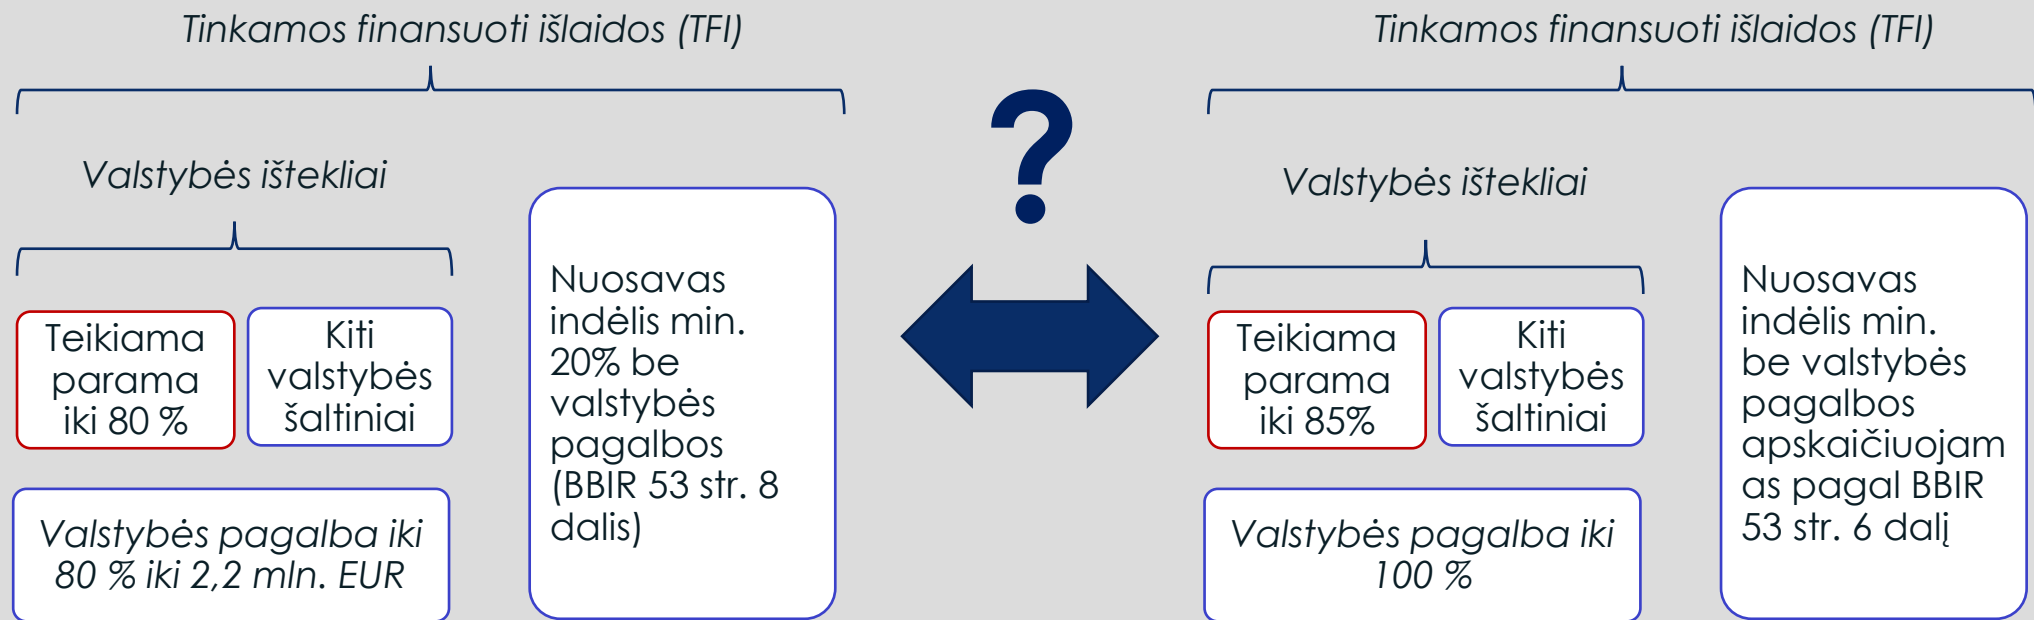 Tinkamos finansuoti išlaidos (TFI)
Valstybės ištekliai
Teikiama
parama
iki 80 %
Kiti
valstybės
šaltiniai
Valstybės pagalba iki
80 % iki 2,2 mln. EUR
Nuosavas
indėlis min.
20% be
valstybės
pagalbos
(BBIR 53 str. 8
dalis)
?
Tinkamos finansuoti išlaidos (TFI)
Valstybės ištekliai
Teikiama
parama
iki 85%
Kiti
valstybės
šaltiniai
Valstybės pagalba iki
100 %
Nuosavas
indėlis min.
be valstybės
pagalbos
apskaičiuojam
as pagal BBIR
53 str. 6 dalį